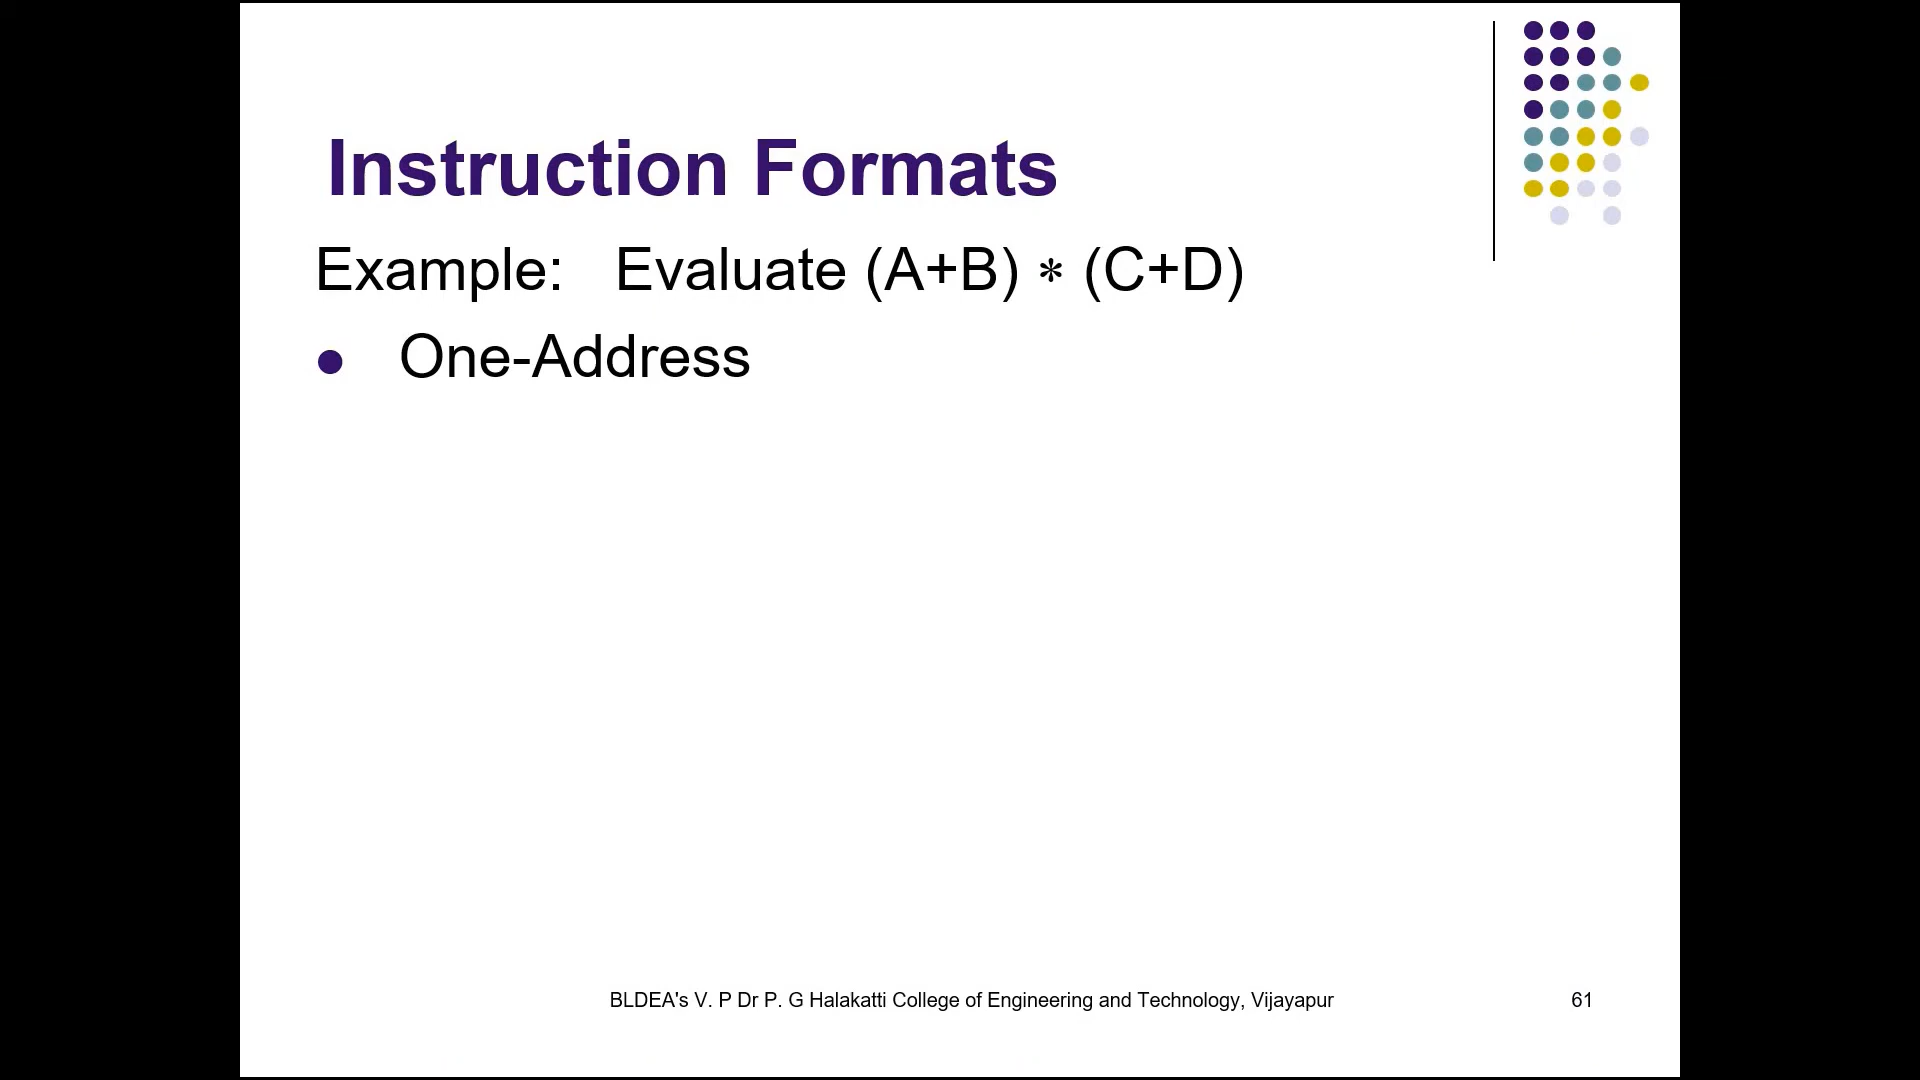 Instruction Formats
Example: Evaluate (A+B) ∗ (C+D)
● One-Address
BLDEA's V. P Dr P. G Halakatti College of Engineering and Technology, Vijayapur
61